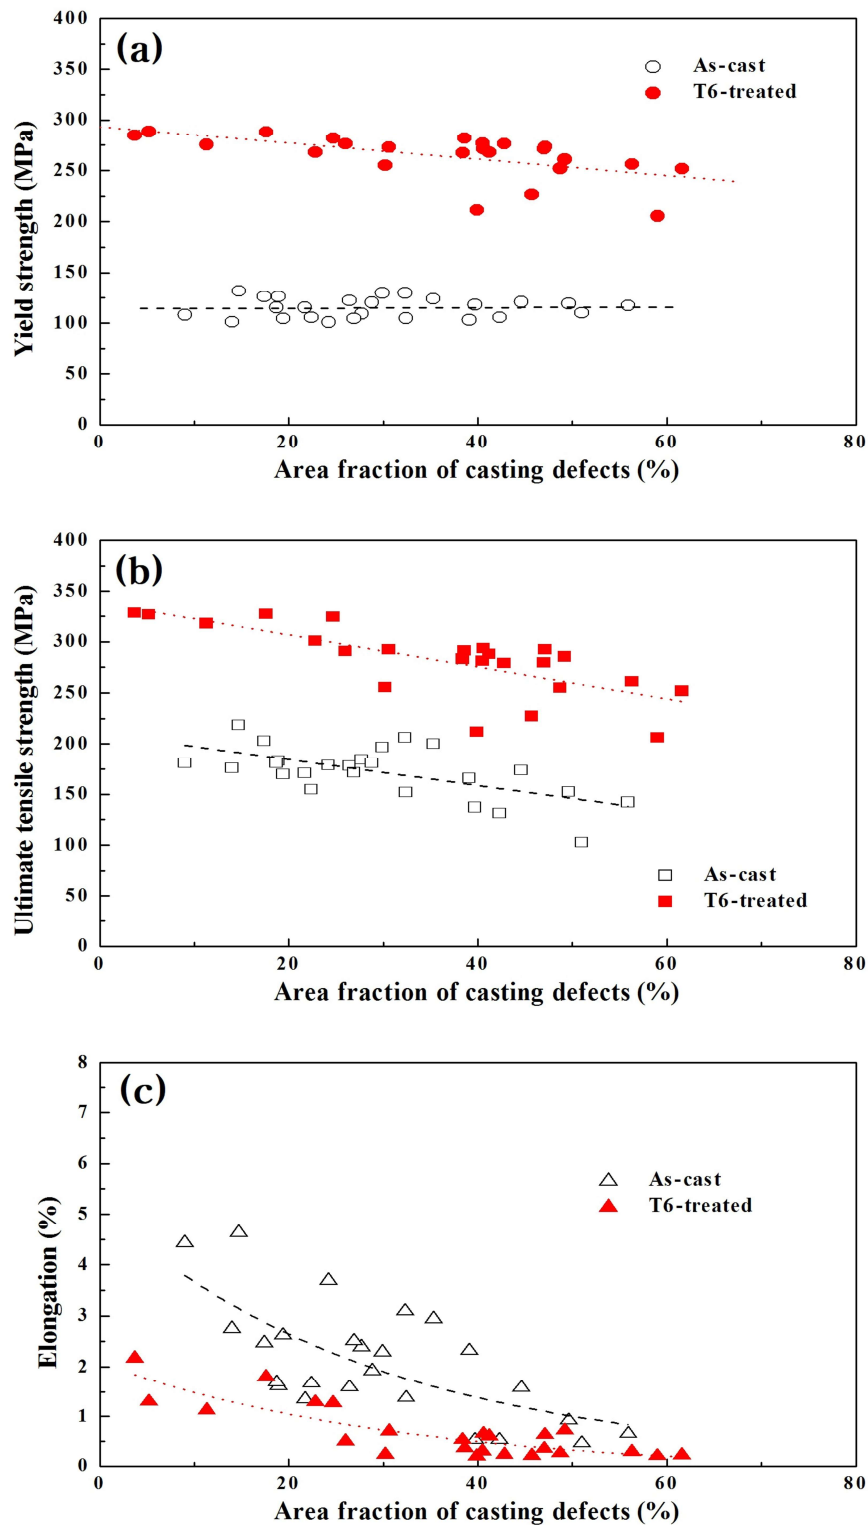 (a)
As-cast
T6-treated
Yield strength (MPa)
400
350
300
250
200
150
100
50
0
0 20 40 60 80
Area fraction of casting defects (%)
(b)
Ultimate tensile strength (MPa)
400
350
300
250
200
150
100
50
0
As-cast
T6-treated
0 20 40 60 80
Area fraction of casting defects (%)
(c)
As-cast
T6-treated
Elongation (%)
8
7
6
5
4
3
2
1
0
0 20 40 60 80
Area fraction of casting defects (%)